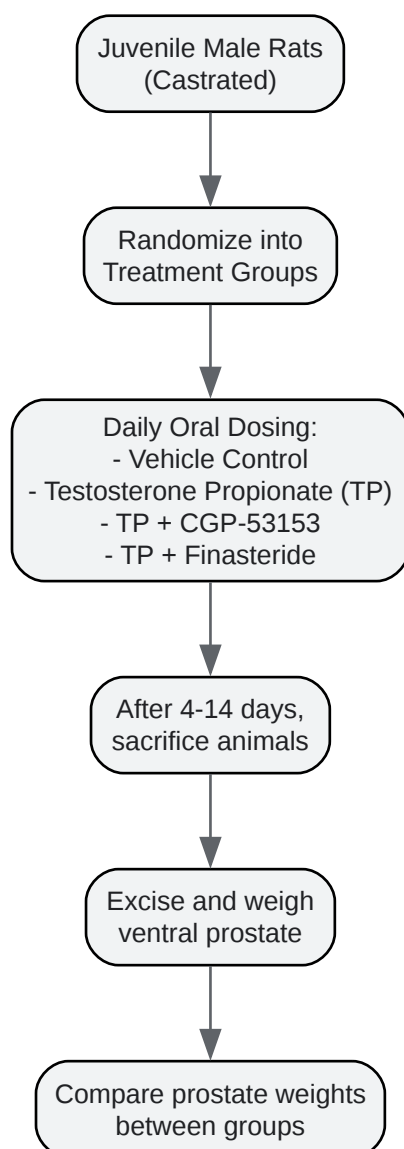 Juvenile Male Rats
(Castrated)
Randomize into
Treatment Groups
Daily Oral Dosing:
- Vehicle Control
- Testosterone Propionate (TP)
- TP + CGP-53153
- TP + Finasteride
After 4-14 days,
sacrifice animals
Excise and weigh
ventral prostate
Compare prostate weights
between groups